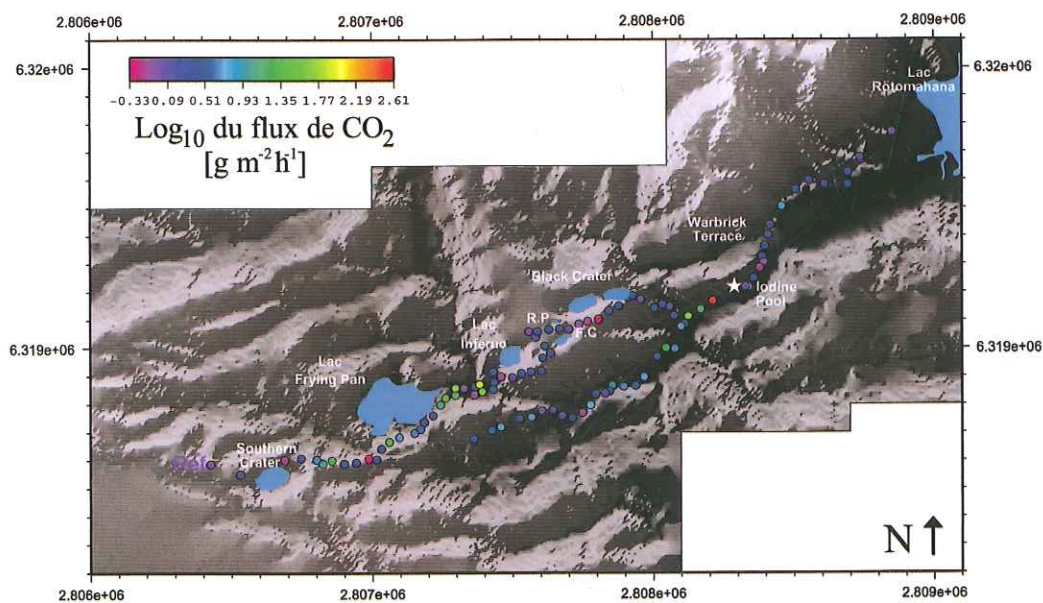 2.806e+06 2.807e+06 2.808e+06 2.809e+06
6.32e+06 6.32e+06
-0.33 0.09 0.51 0.93 1.35 1.77 2.19 2.61
Log10 du flux de CO2
[g m-2 h1]
Lac
Rotomahana
Warbrick
Terrace
Black Crater
Iodine
Pool
R.P
F.C
Lac
Inferno
6.319e+06 6.319e+06
Lac
Frying Pan
Southern
Crater
Ref
N
2.806e+06 2.807e+06 2.808e+06 2.809e+06